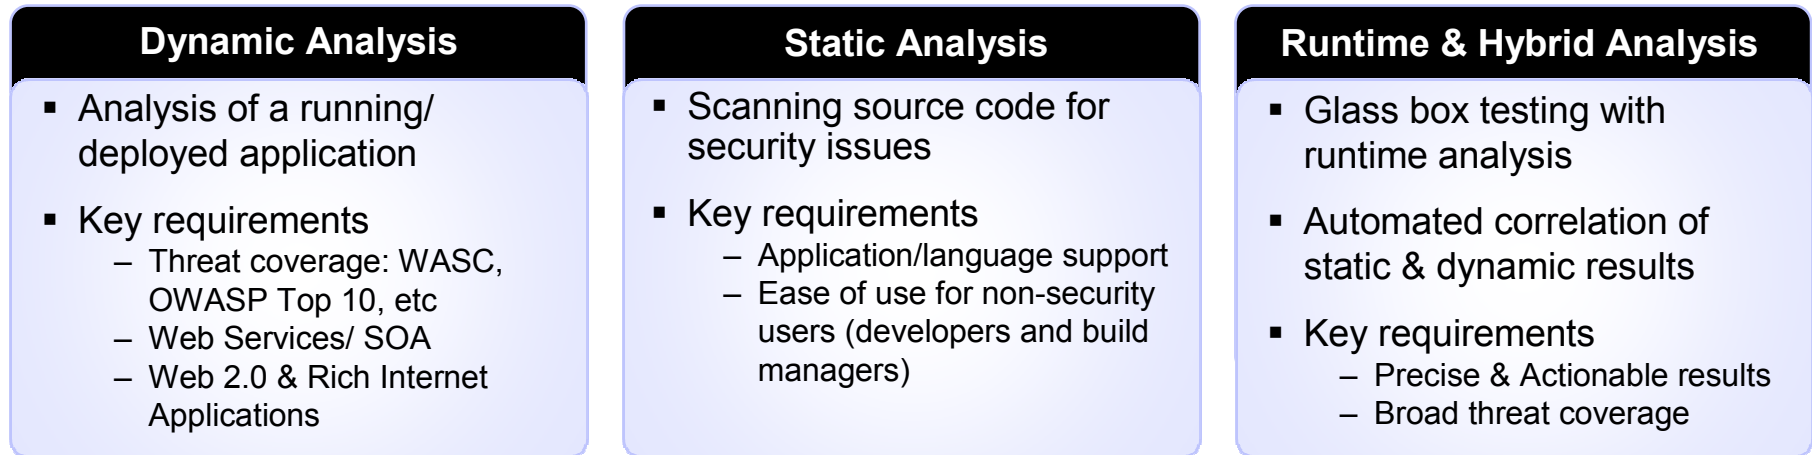 Dynamic Analysis
▪ Analysis of a running/
deployed application
▪ Key requirements
– Threat coverage: WASC,
OWASP Top 10, etc
– Web Services/ SOA
– Web 2.0 & Rich Internet
Applications
Static Analysis
▪ Scanning source code for
security issues
▪ Key requirements
– Application/language support
– Ease of use for non-security
users (developers and build
managers)
Runtime & Hybrid Analysis
▪ Glass box testing with
runtime analysis
▪ Automated correlation of
static & dynamic results
▪ Key requirements
– Precise & Actionable results
– Broad threat coverage